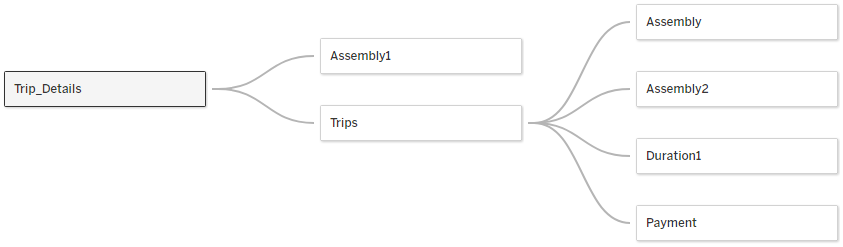 Trip_Details
Assembly1
Trips
Assembly
Assembly2
Duration1
Payment